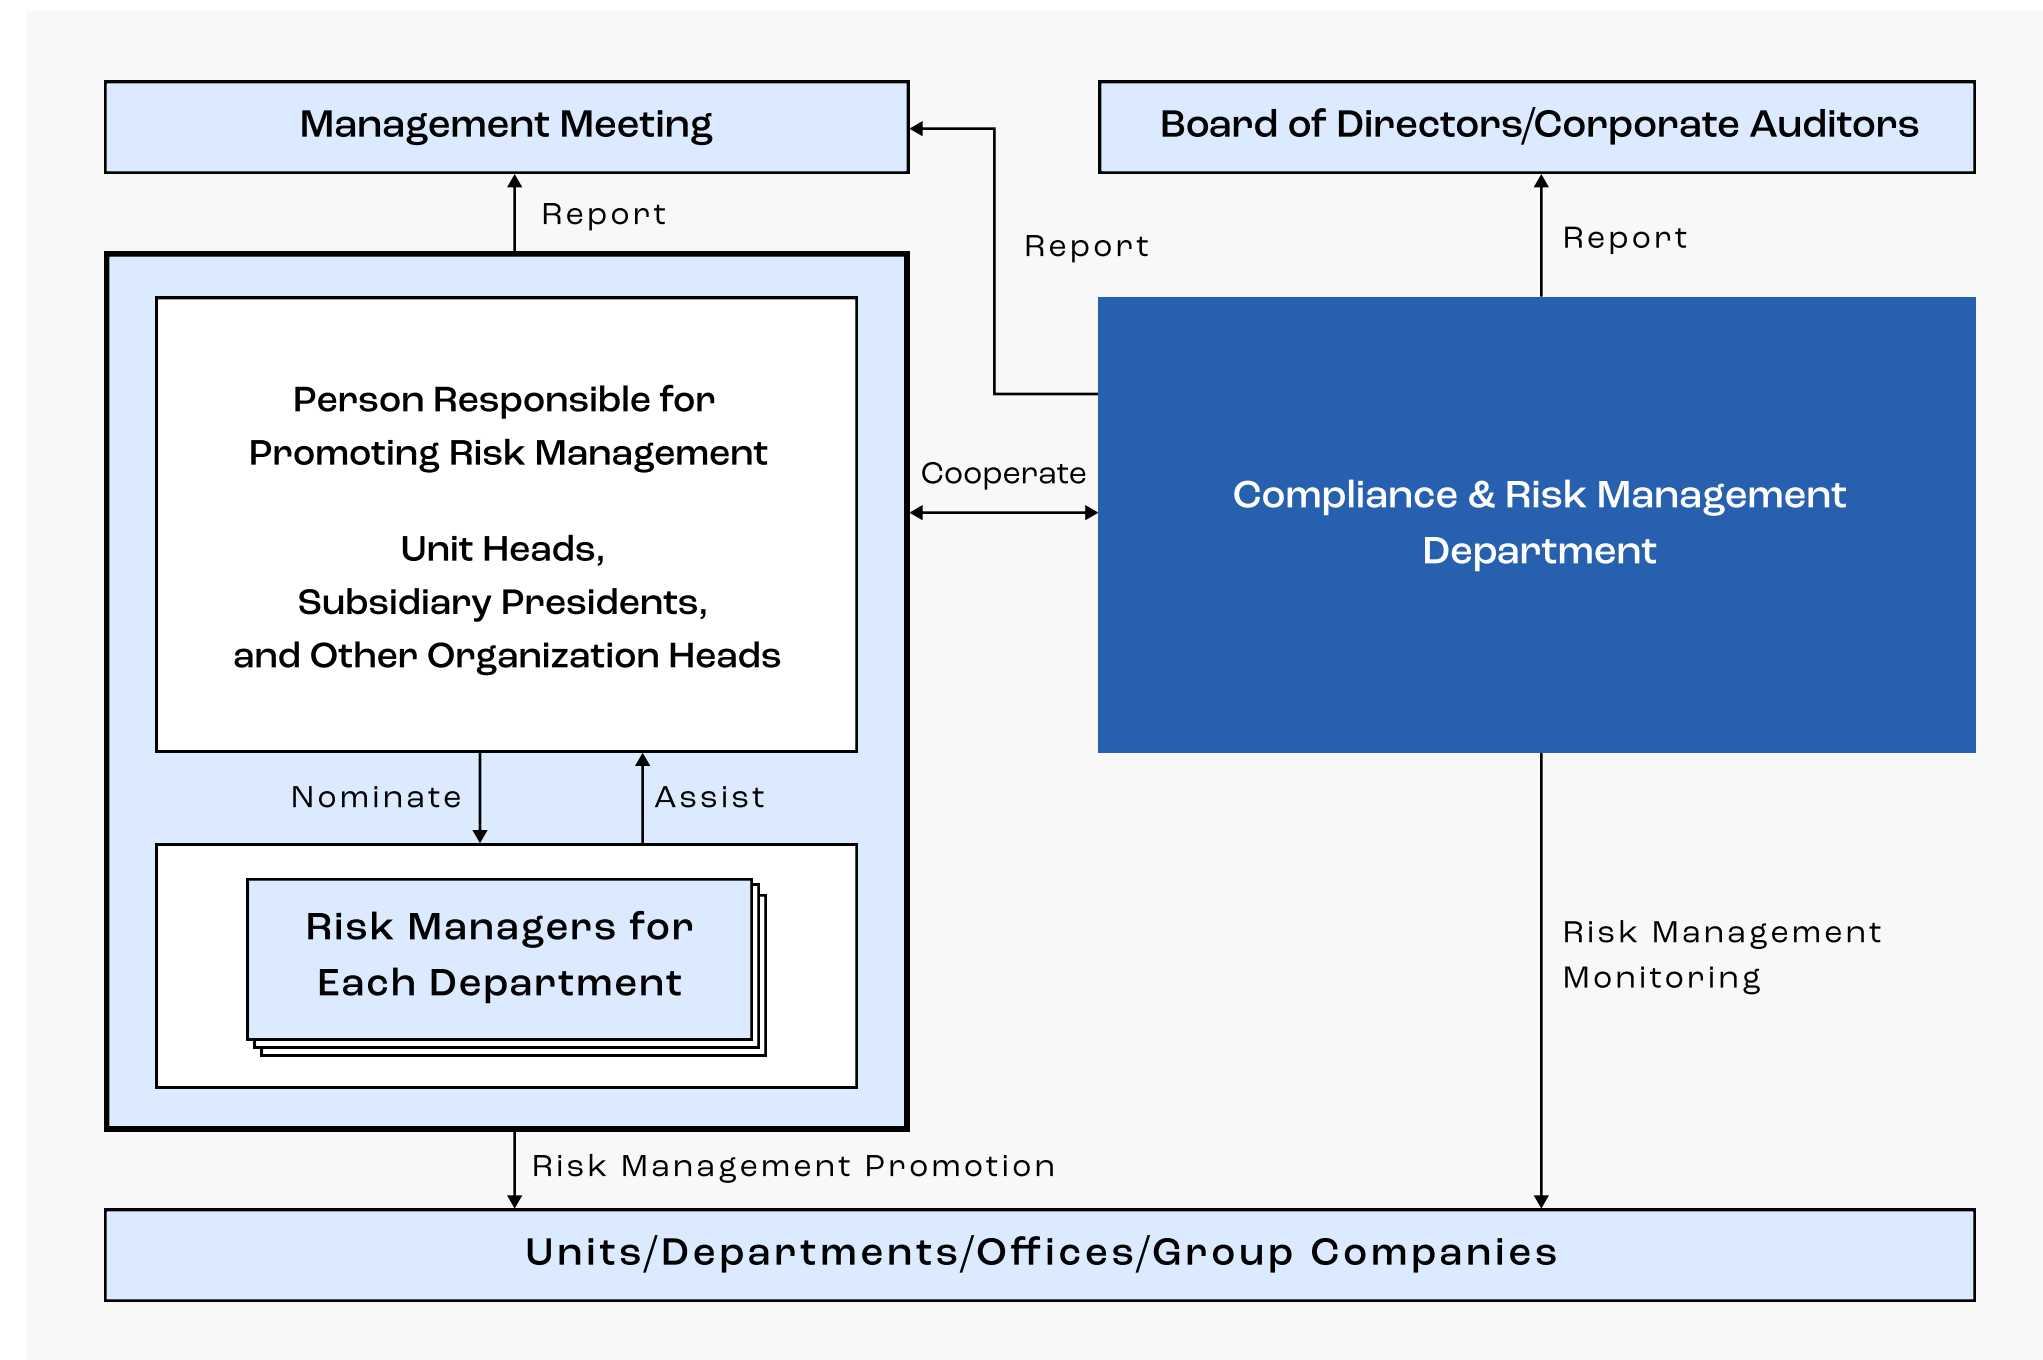 Management Meeting
Board of Directors/Corporate Auditors
Report
Report
Report
Person Responsible for
Promoting Risk Management
Unit Heads,
Subsidiary Presidents,
and Other Organization Heads
Cooperate
Compliance & Risk Management
Department
Nominate
Assist
Risk Managers for
Each Department
Risk Management
Monitoring
Risk Management Promotion
Units/Departments/Offices/Group Companies